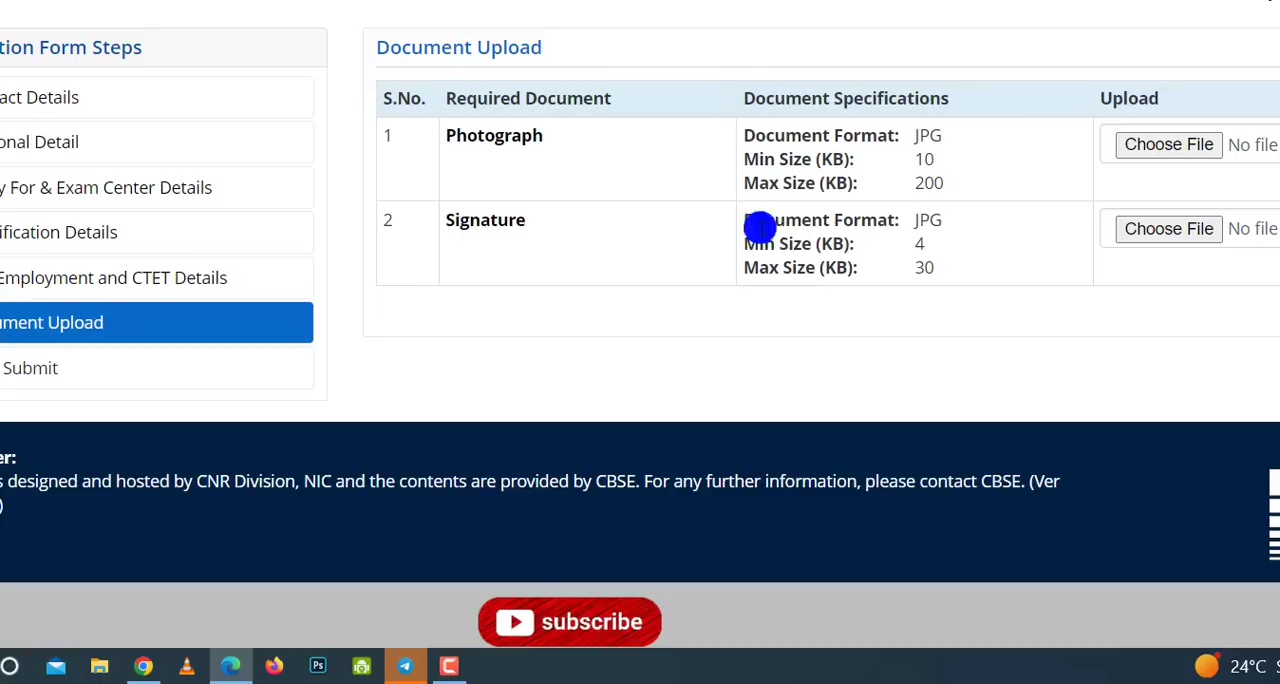 tion Form Steps
act Details
onal Detail
y For & Exam Center Details
ification Details
Employment and CTET Details
ument Upload
Submit
Document Upload
S.No. Required Document Document Specifications Upload
1 Photograph Document Format: JPG Choose File No file
Min Size (KB): 10
Max Size (KB): 200
2 Signature Document Format: JPG Choose File No file
Min Size (KB): 4
Max Size (KB): 30
er:
s designed and hosted by CNR Division, NIC and the contents are provided by CBSE. For any further information, please contact CBSE. (Ver
)
subscribe
Ps
24°C S